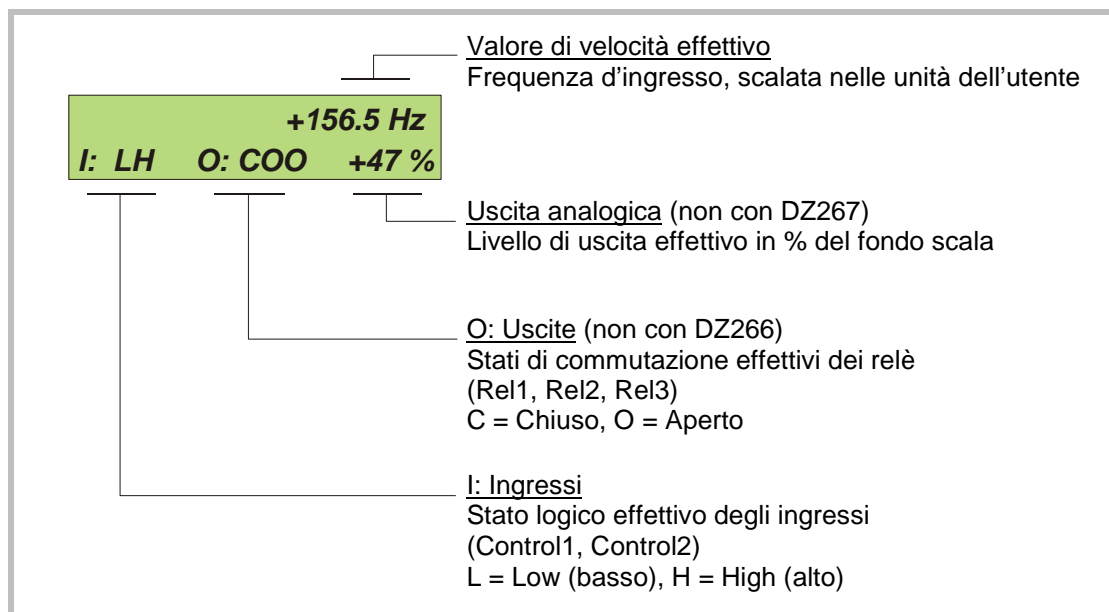 Valore di velocità effettivo
Frequenza d'ingresso, scalata nelle unità dell'utente
+156.5 Hz
I: LH O: COO +47 %
Uscita analogica (non con DZ267)
Livello di uscita effettivo in % del fondo scala
O: Uscite (non con DZ266)
Stati di commutazione effettivi dei relè
(Rel1, Rel2, Rel3)
C = Chiuso, O = Aperto
I: Ingressi
Stato logico effettivo degli ingressi
(Control1, Control2)
L = Low (basso), H = High (alto)